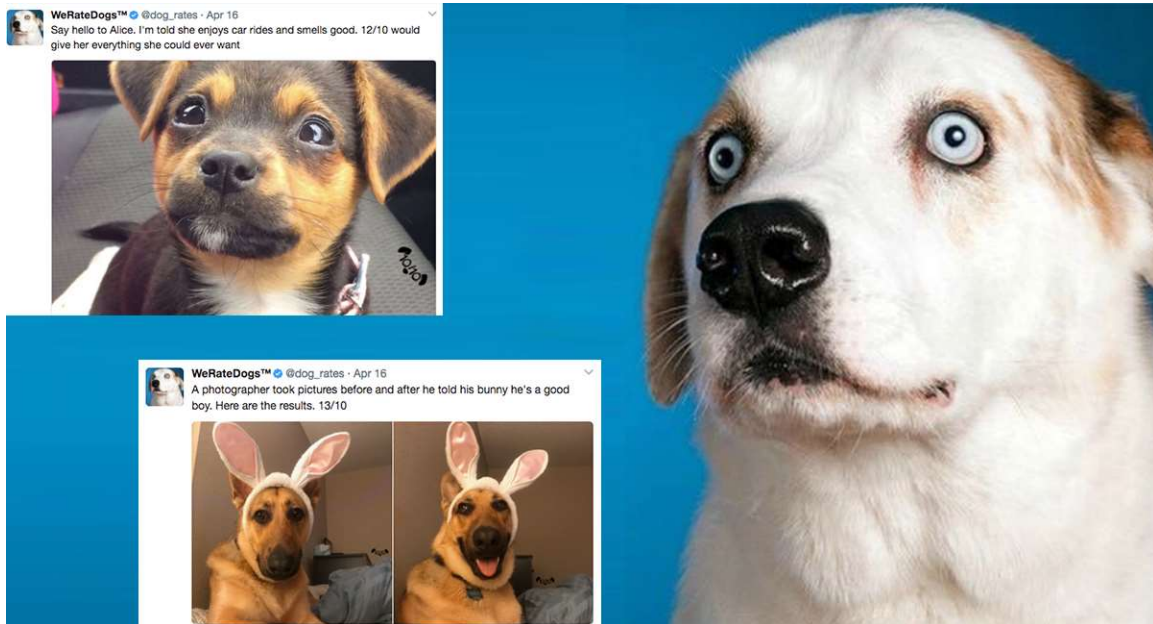 WeRateDogs™ @dog_rates · Apr 16
Say hello to Alice. I'm told she enjoys car rides and smells good. 12/10 would
give her everything she could ever want
WeRateDogs™ @dog_rates · Apr 16
A photographer took pictures before and after he told his bunny he's a good
boy. Here are the results. 13/10